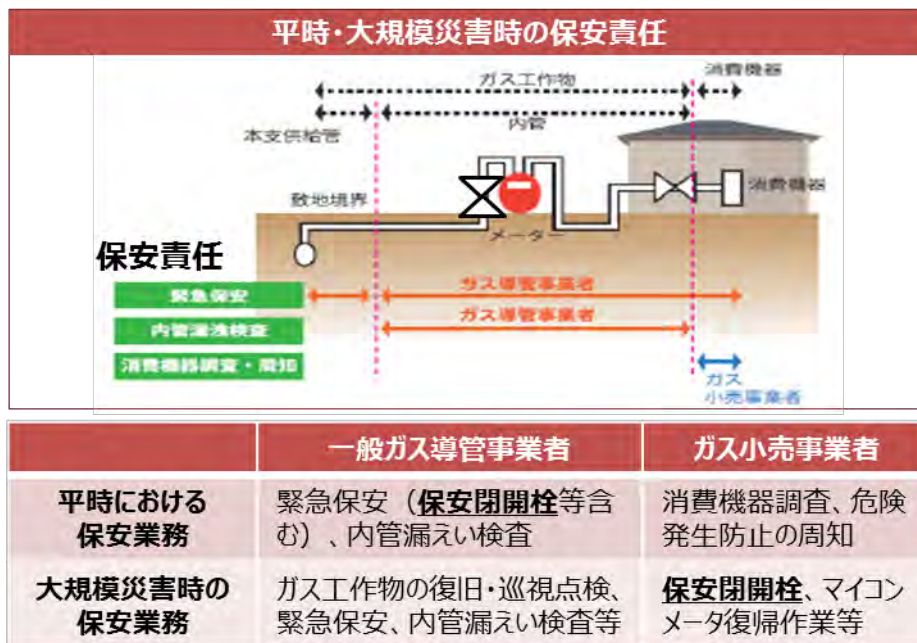 平時・大規模災害時の保安責任
ガス工作物
消費機器
本支供給管
内管
消費機器
敷地境界
メーター
保安責任
緊急保安
ガス導管事業者
内管漏洩検査
ガス導管事業者
消費機器調査・周知
ガス
小売事業者
一般ガス導管事業者
ガス小売事業者
平時における
保安業務
緊急保安（保安閉開栓等含
む）、内管漏えい検査
消費機器調査、危険
発生防止の周知
大規模災害時の
保安業務
ガス工作物の復旧・巡視点検、
緊急保安、内管漏えい検査等
保安閉開栓、マイコン
メータ復帰作業等